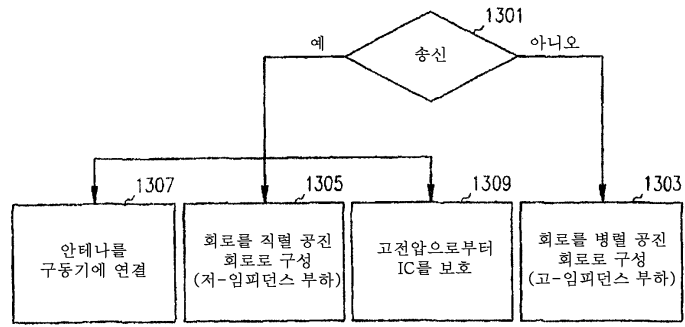 1301
송신
예
아니오
1307
안테나를
구동기에 연결
1305
회로를 직렬 공진
회로로 구성
(저-임피던스 부하)
1309
고전압으로부터
IC를 보호
1303
회로를 병렬 공진
회로로 구성
(고-임피던스 부하)